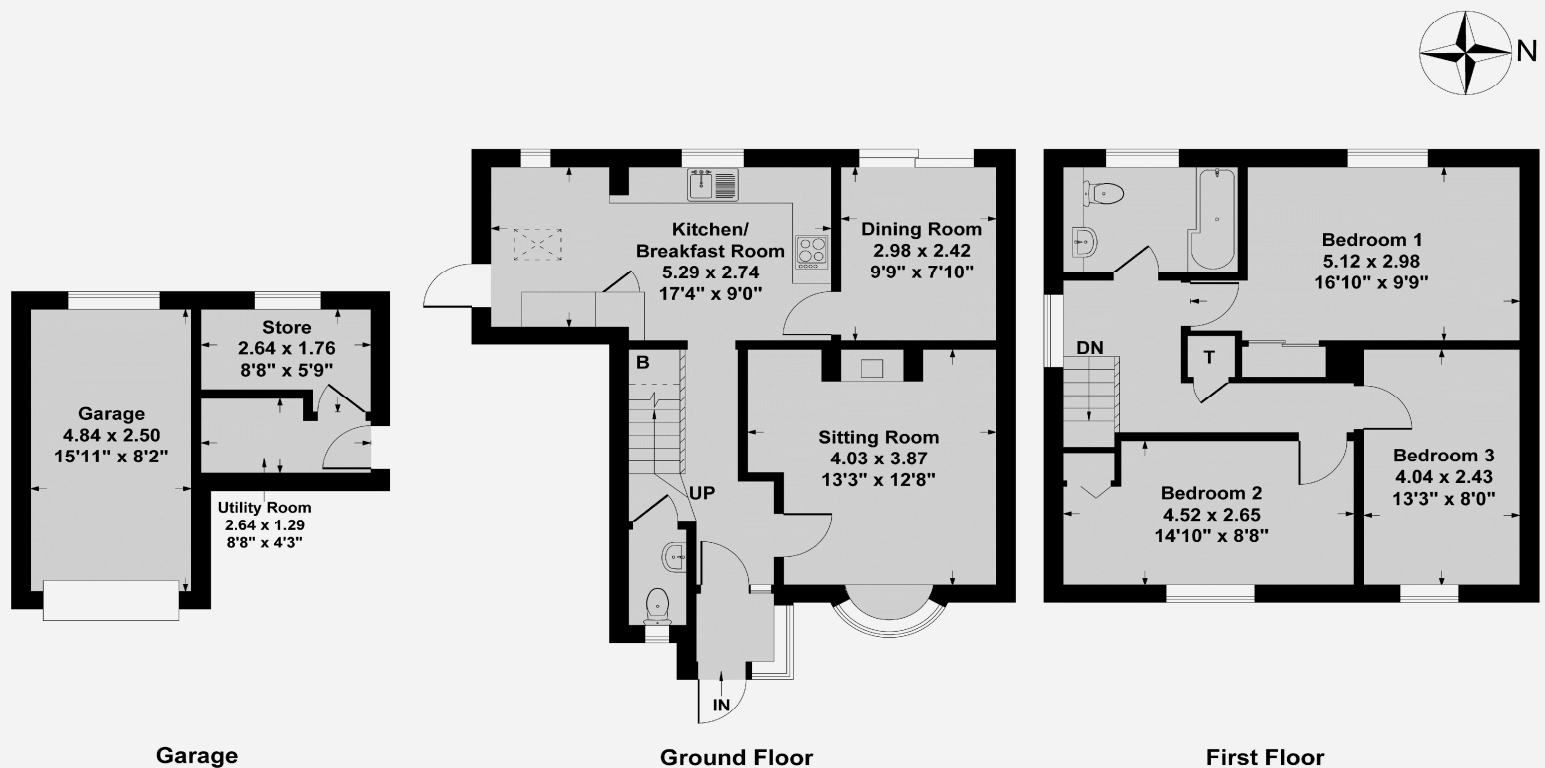 N
Kitchen/
Breakfast Room
5.29 x 2.74
17'4" x 9'0"
Dining Room
2.98 x 2.42
9'9" x 7'10"
Bedroom 1
5.12 x 2.98
16'10" x 9'9"
Store
2.64 x 1.76
8'8" x 5'9"
Garage
4.84 x 2.50
15'11" x 8'2"
Utility Room
2.64 x 1.29
8'8" x 4'3"
B
UP
Sitting Room
4.03 x 3.87
13'3" x 12'8"
IN
DN
T
Bedroom 2
4.52 x 2.65
14'10" x 8'8"
Bedroom 3
4.04 x 2.43
13'3" x 8'0"
Garage
Ground Floor
First Floor